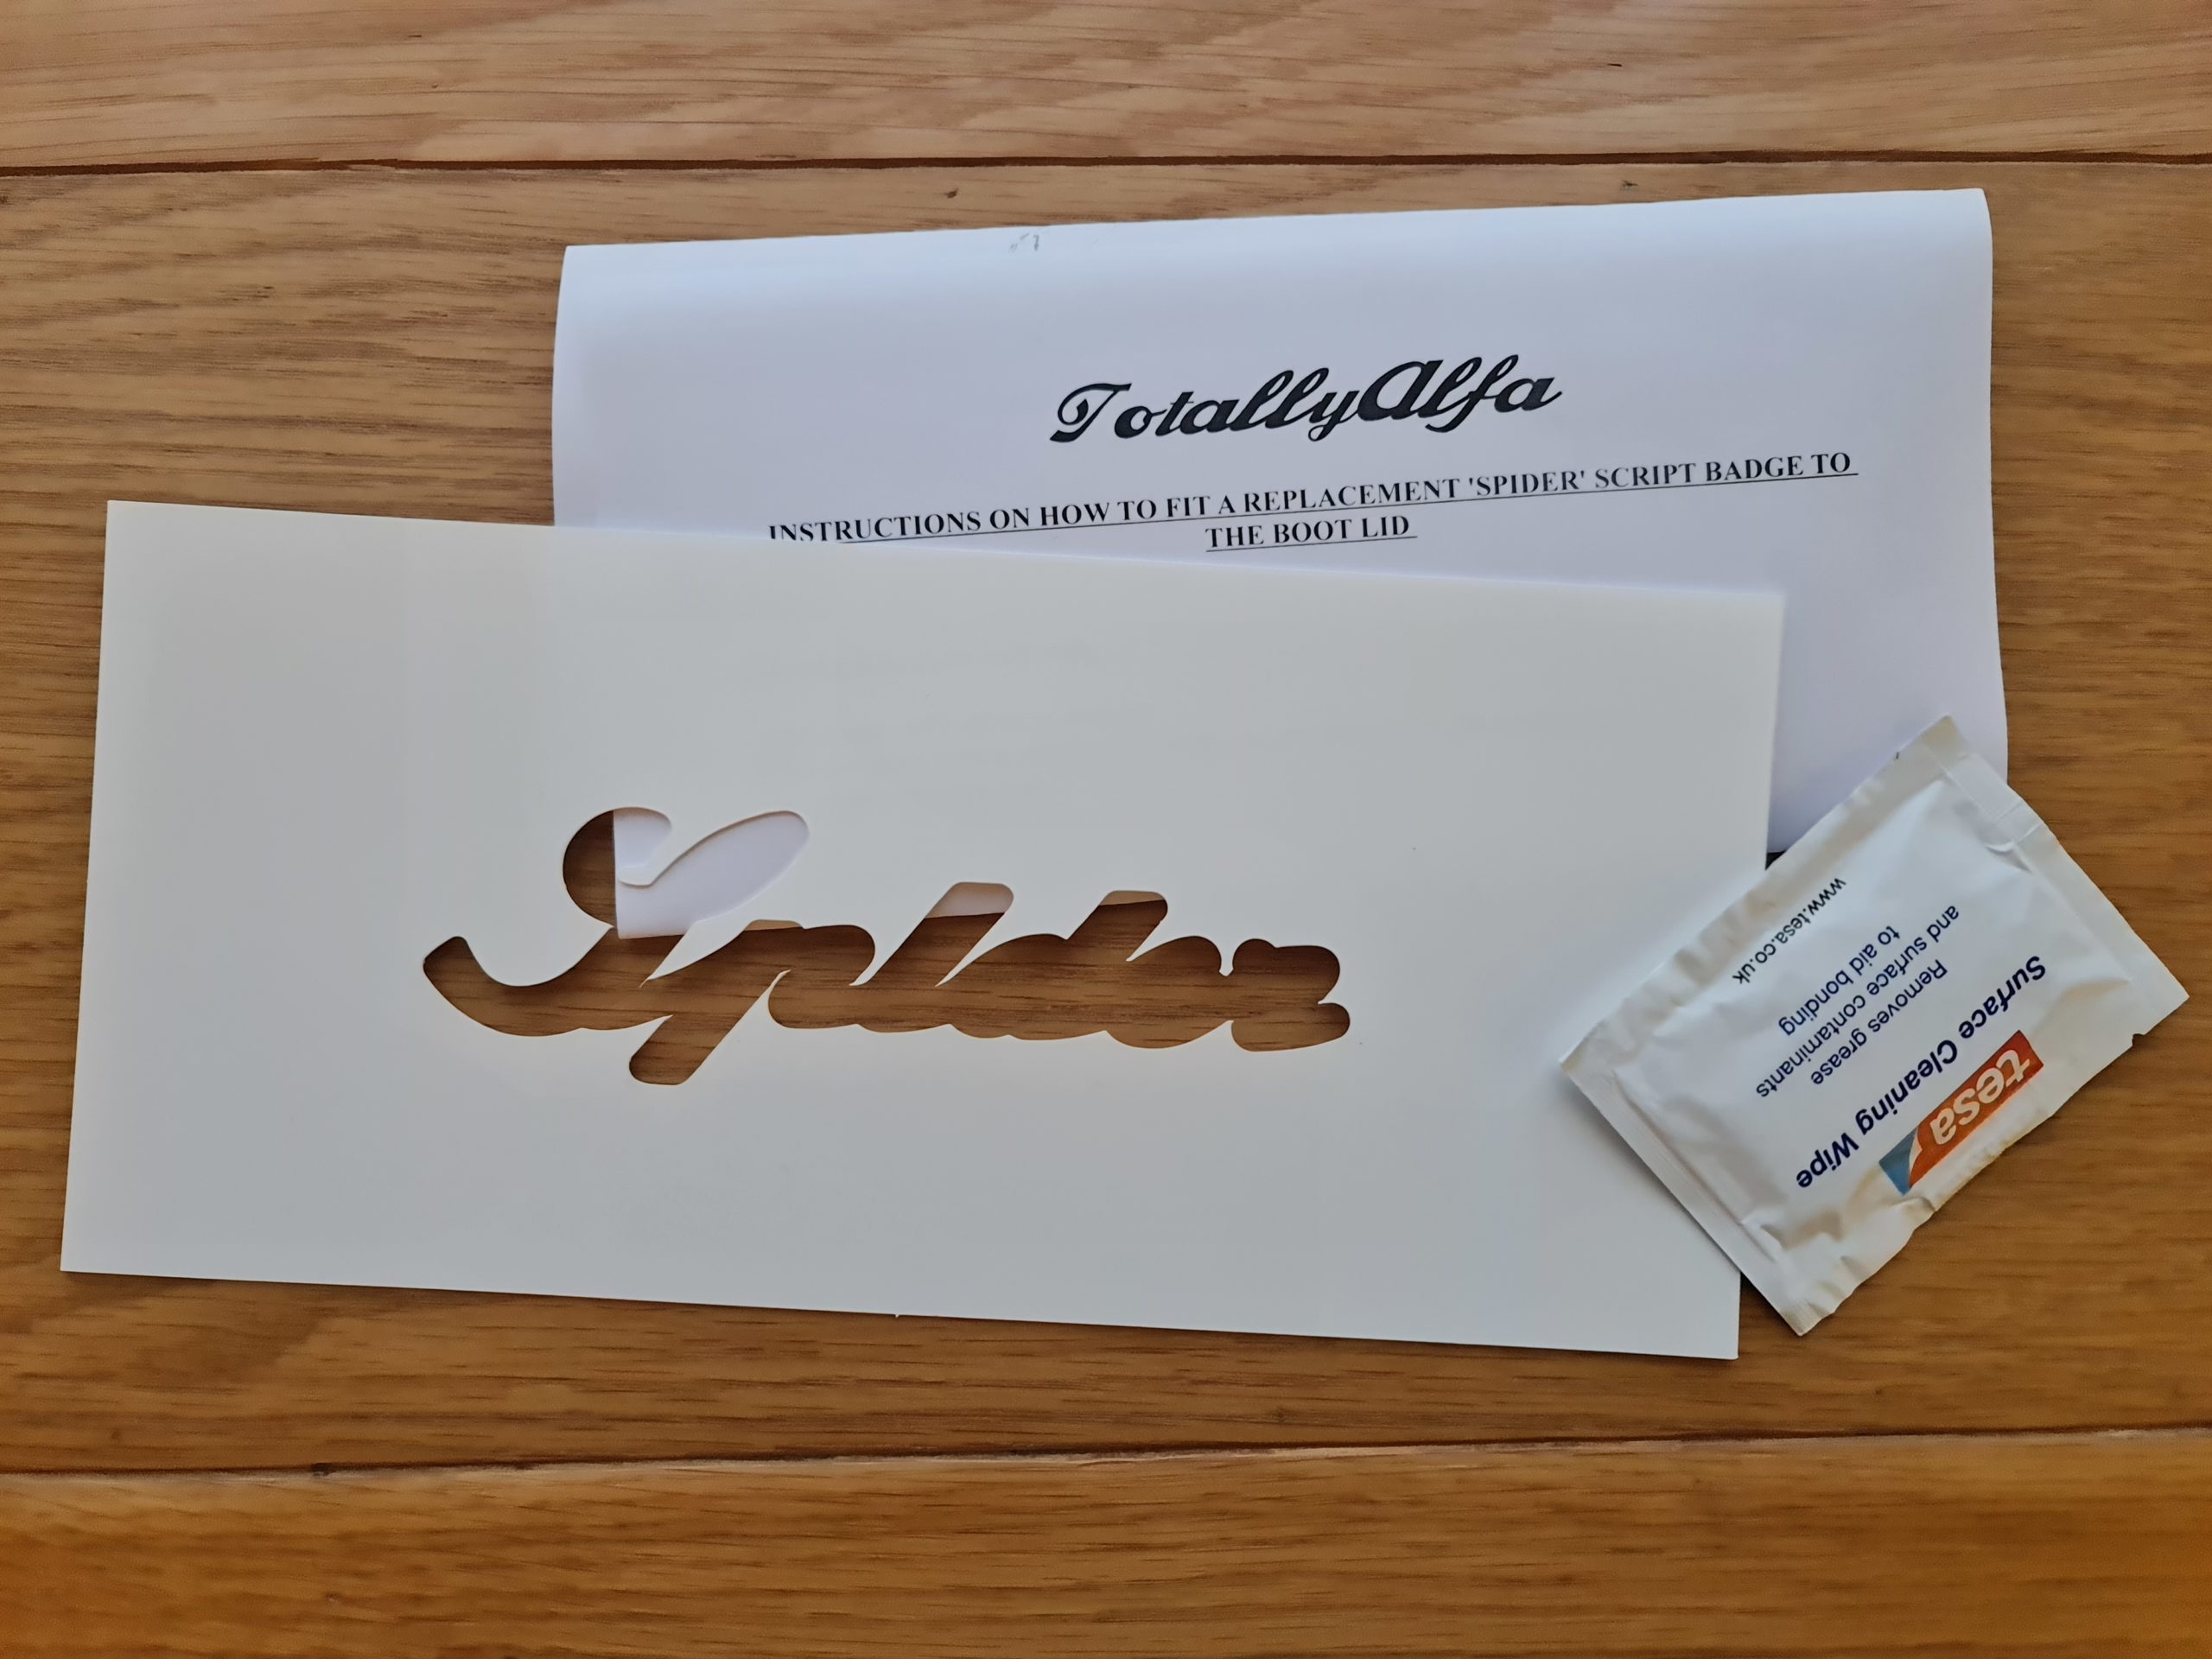 TotallyAlfa
INSTRUCTIONS ON HOW TO FIT A REPLACEMENT 'SPIDER' SCRIPT BADGE TO
THE BOOT LID
Spider
tesa
Surface Cleaning Wipe
Removes grease
and surface contaminants
to aid bonding
www.tesa.co.uk